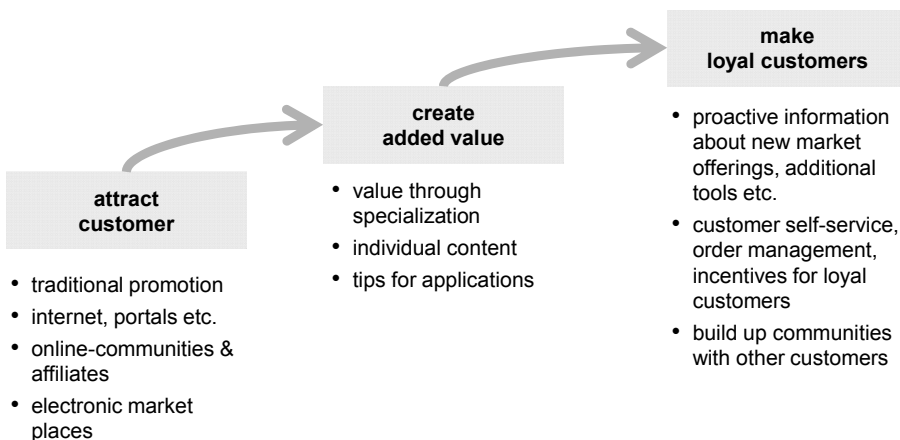 attract
customer
• traditional promotion
• internet, portals etc.
• online-communities &
affiliates
• electronic market
places
create
added value
• value through
specialization
• individual content
• tips for applications
make
loyal customers
• proactive information
about new market
offerings, additional
tools etc.
• customer self-service,
order management,
incentives for loyal
customers
• build up communities
with other customers